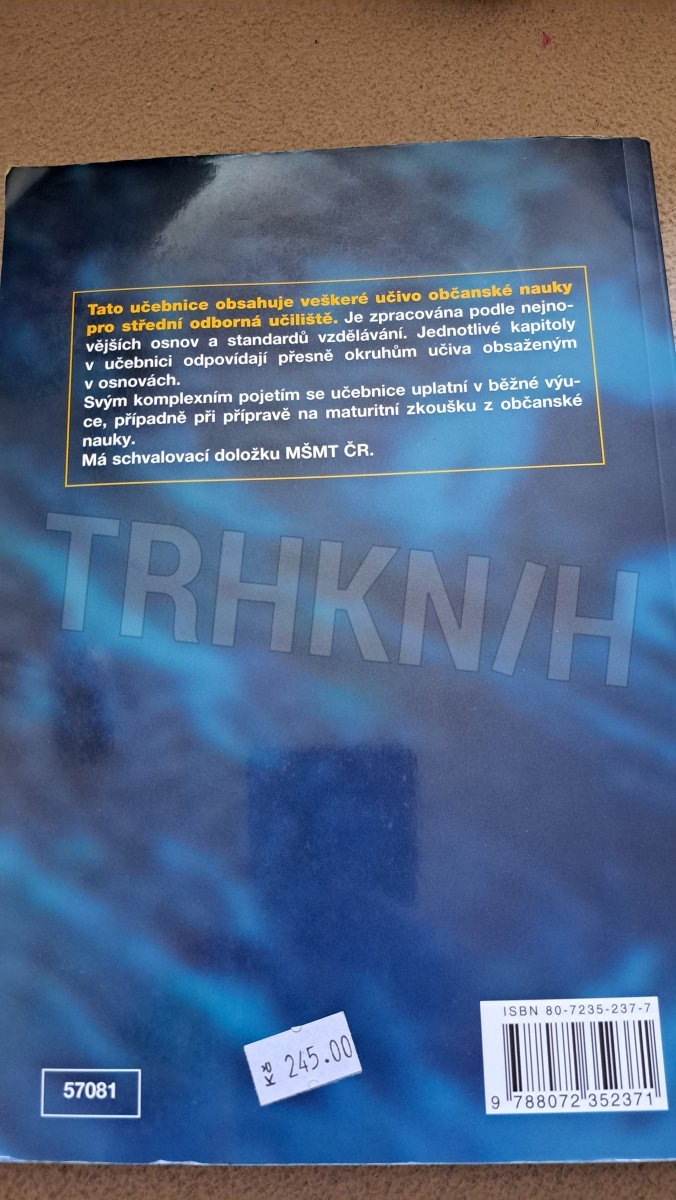 Tato učebnice obsahuje veškeré učivo občanské nauky
pro střední odborná učiliště. Je zpracována podle nejno-
vějších osnov a standardů vzdělávání. Jednotlivé kapitoly
v učebnici odpovídají přesně okruhům učiva obsaženým
v osnovách.
Svým komplexním pojetím se učebnice uplatní v běžné výu-
ce, případně při přípravě na maturitní zkoušku z občanské
nauky.
Má schvalovací doložku MŠMT ČR.
TRHKN/H
57081
Kč 245.00
ISBN 80-7235-237-7
9 788072 352371